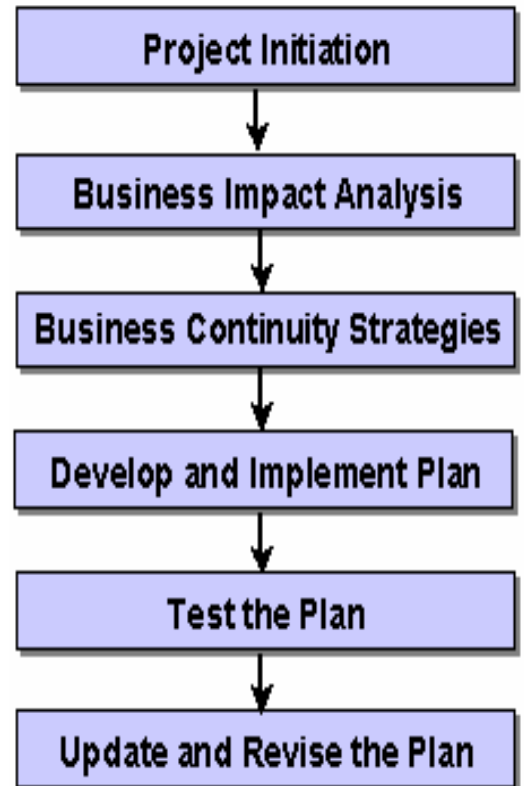 Project Initiation
Business Impact Analysis
Business Continuity Strategies
Develop and Implement Plan
Test the Plan
Update and Revise the Plan